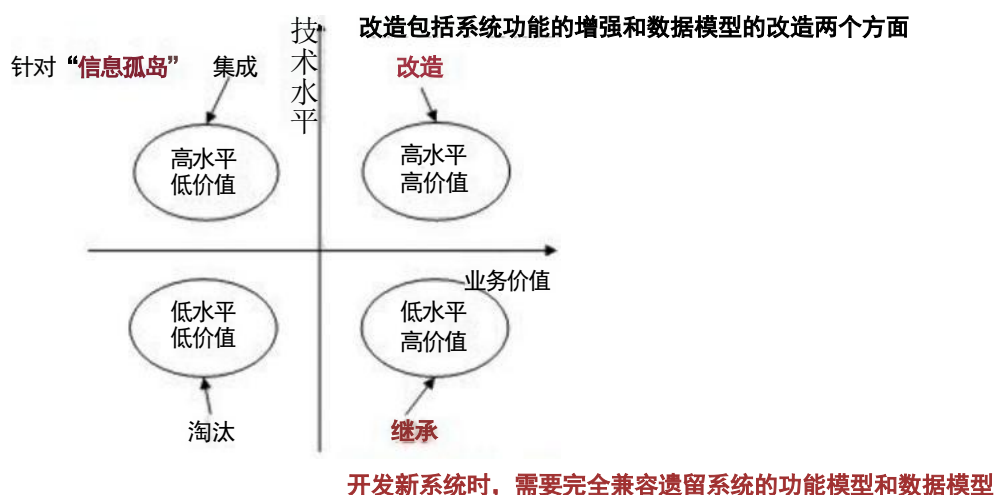 改造包括系统功能的增强和数据模型的改造两个方面
技术水平
针对“信息孤岛”
集成
改造
高水平
低价值
高水平
高价值
业务价值
低水平
低价值
低水平
高价值
淘汰
继承
开发新系统时，需要完全兼容遗留系统的功能模型和数据模型